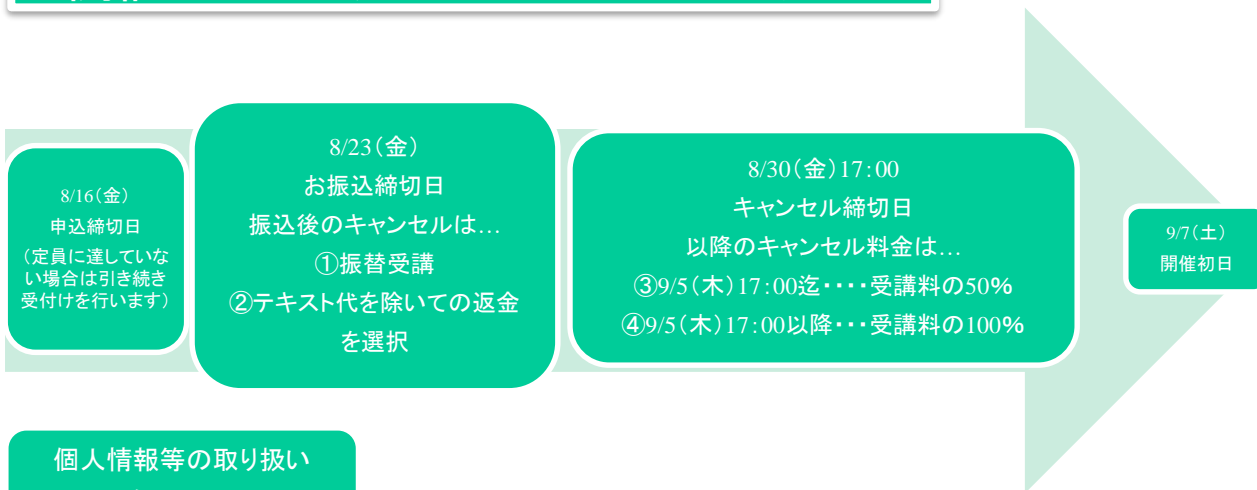 8/16(金)
申込締切日
(定員に達していな
い場合は引き続き
受付けを行います)
8/23(金)
お振込締切日
振込後のキャンセルは…
①振替受講
②テキスト代を除いての返金
を選択
8/30(金)17:00
キャンセル締切日
以降のキャンセル料金は…
③9/5(木)17:00迄・・・・受講料の50%
④9/5(木)17:00以降・・・受講料の100%
9/7(土)
開催初日
個人情報等の取り扱い